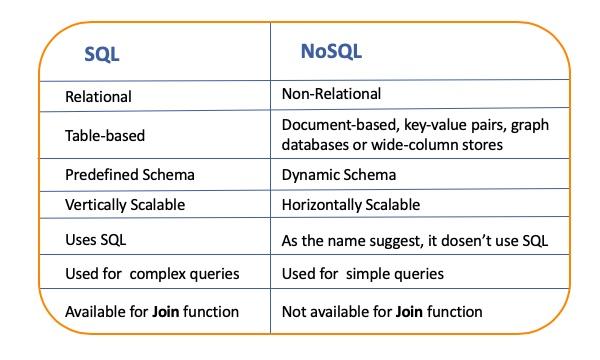 SQL
NoSQL
Relational
Non-Relational
Table-based
Document-based, key-value pairs, graph
databases or wide-column stores
Predefined Schema
Dynamic Schema
Vertically Scalable
Horizontally Scalable
Uses SQL
As the name suggest, it dosen’t use SQL
Used for complex queries
Used for simple queries
Available for Join function
Not available for Join function